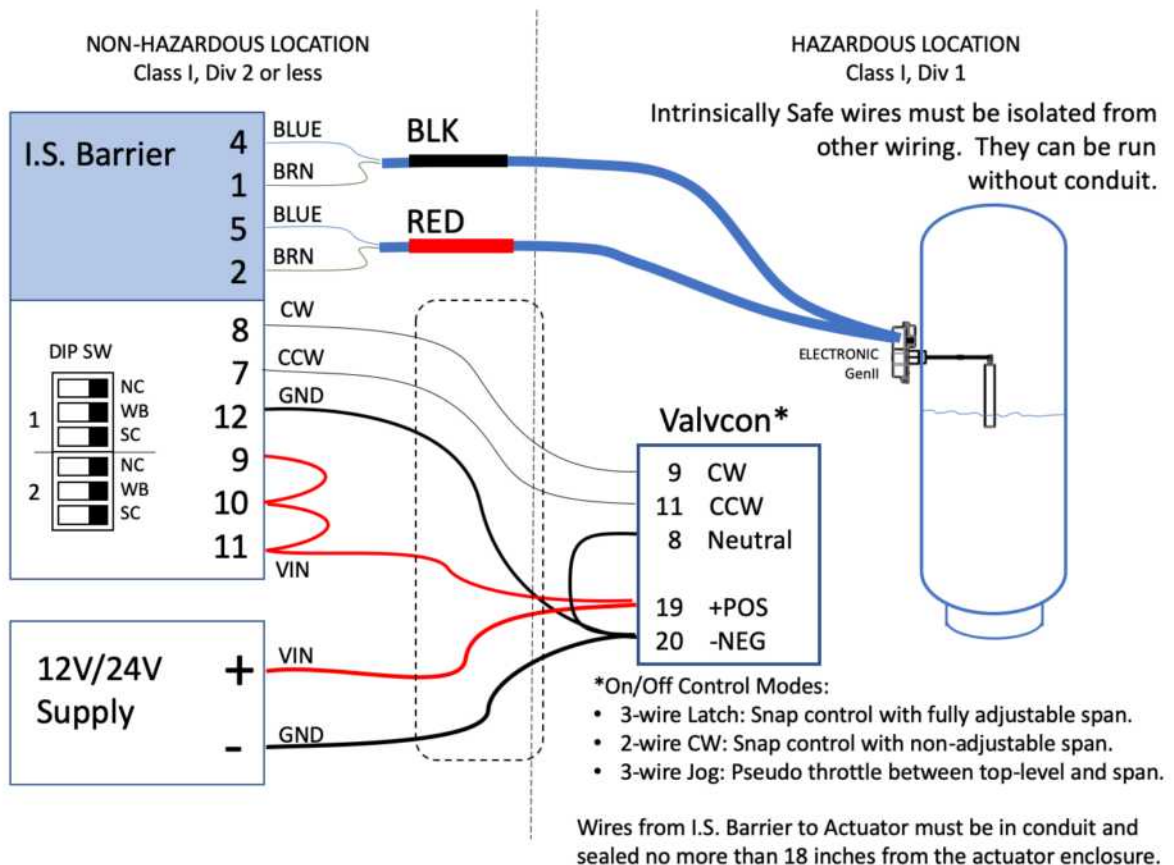 NON-HAZARDOUS LOCATION
Class I, Div 2 or less
HAZARDOUS LOCATION
Class I, Div 1
Intrinsically Safe wires must be isolated from
other wiring. They can be run
without conduit.
I.S. Barrier
4
BLUE
BLK
1
BRN
5
BLUE
RED
2
BRN
8
CW
7
CCW
12
GND
9
10
11
VIN
DIP SW
1
NC
WB
SC
2
NC
WB
SC
ELECTRONIC
GenII
Valvcon*
9 CW
11 CCW
8 Neutral
19 +POS
20 -NEG
12V/24V
Supply
+
VIN
-
GND
*On/Off Control Modes:
• 3-wire Latch: Snap control with fully adjustable span.
• 2-wire CW: Snap control with non-adjustable span.
• 3-wire Jog: Pseudo throttle between top-level and span.
Wires from I.S. Barrier to Actuator must be in conduit and
sealed no more than 18 inches from the actuator enclosure.